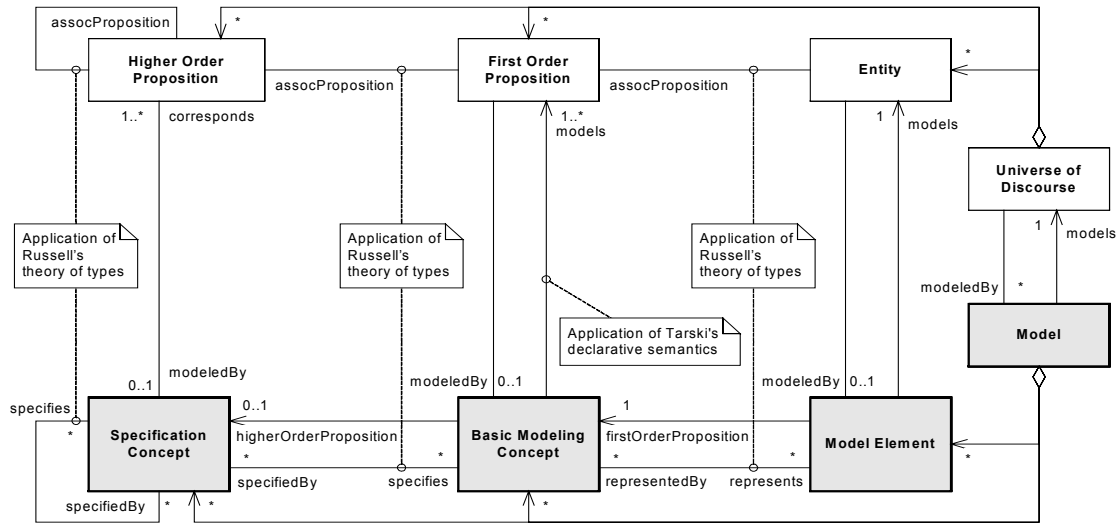 assocProposition
*
*
Higher Order
Proposition
First Order
Proposition
Entity
*
assocProposition
assocProposition
1..*
corresponds
1..*
models
1
models
Universe of
Discourse
Application of
Russell's
theory of types
Application of
Russell's
theory of types
Application of
Russell's
theory of types
1
models
modeledBy
*
Application of Tarski's
declarative semantics
Model
modeledBy
0..1
modeledBy
0..1
modeledBy
0..1
specifies
*
0..1
1
Specification
Concept
higherOrderProposition
Basic Modeling
Concept
firstOrderProposition
Model Element
*
*
*
*
*
specifiedBy
specifies
representedBy
represents
specifiedBy
*
*
*